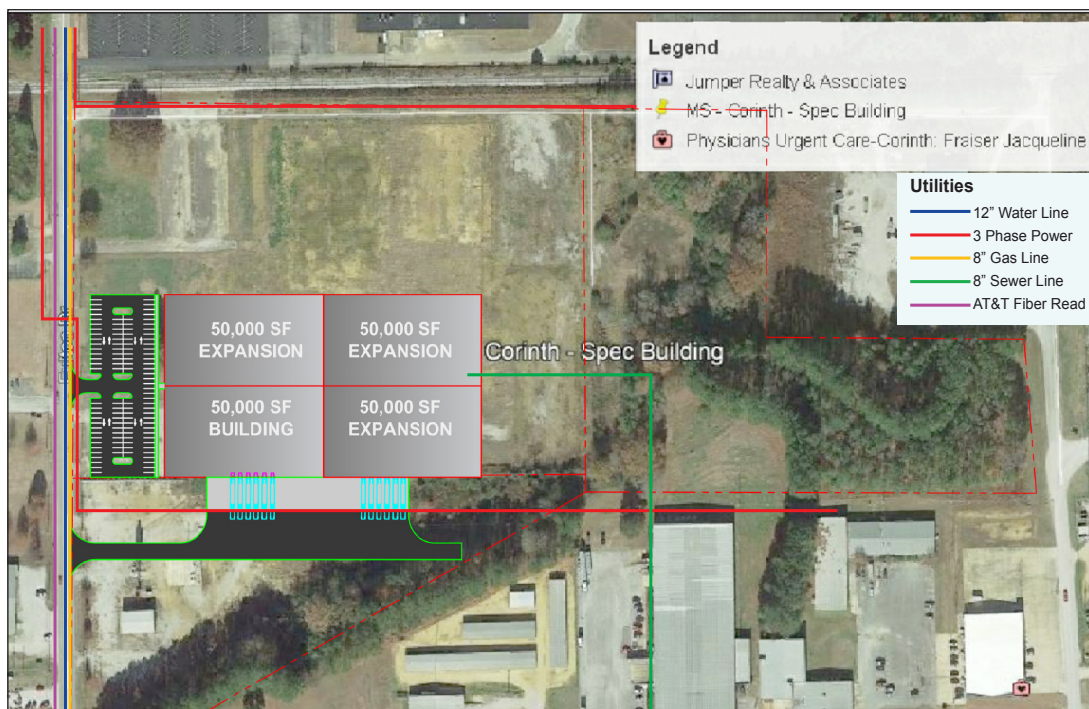 Legend
Jumper Realty & Associates
MS - Corinth - Spec Building
Physicians Urgent Care-Corinth: Fraiser Jacqueline
Utilities
12” Water Line
3 Phase Power
8” Gas Line
8” Sewer Line
AT&T Fiber Read
50,000 SF
EXPANSION
50,000 SF
EXPANSION
Corinth - Spec Building
50,000 SF
BUILDING
50,000 SF
EXPANSION